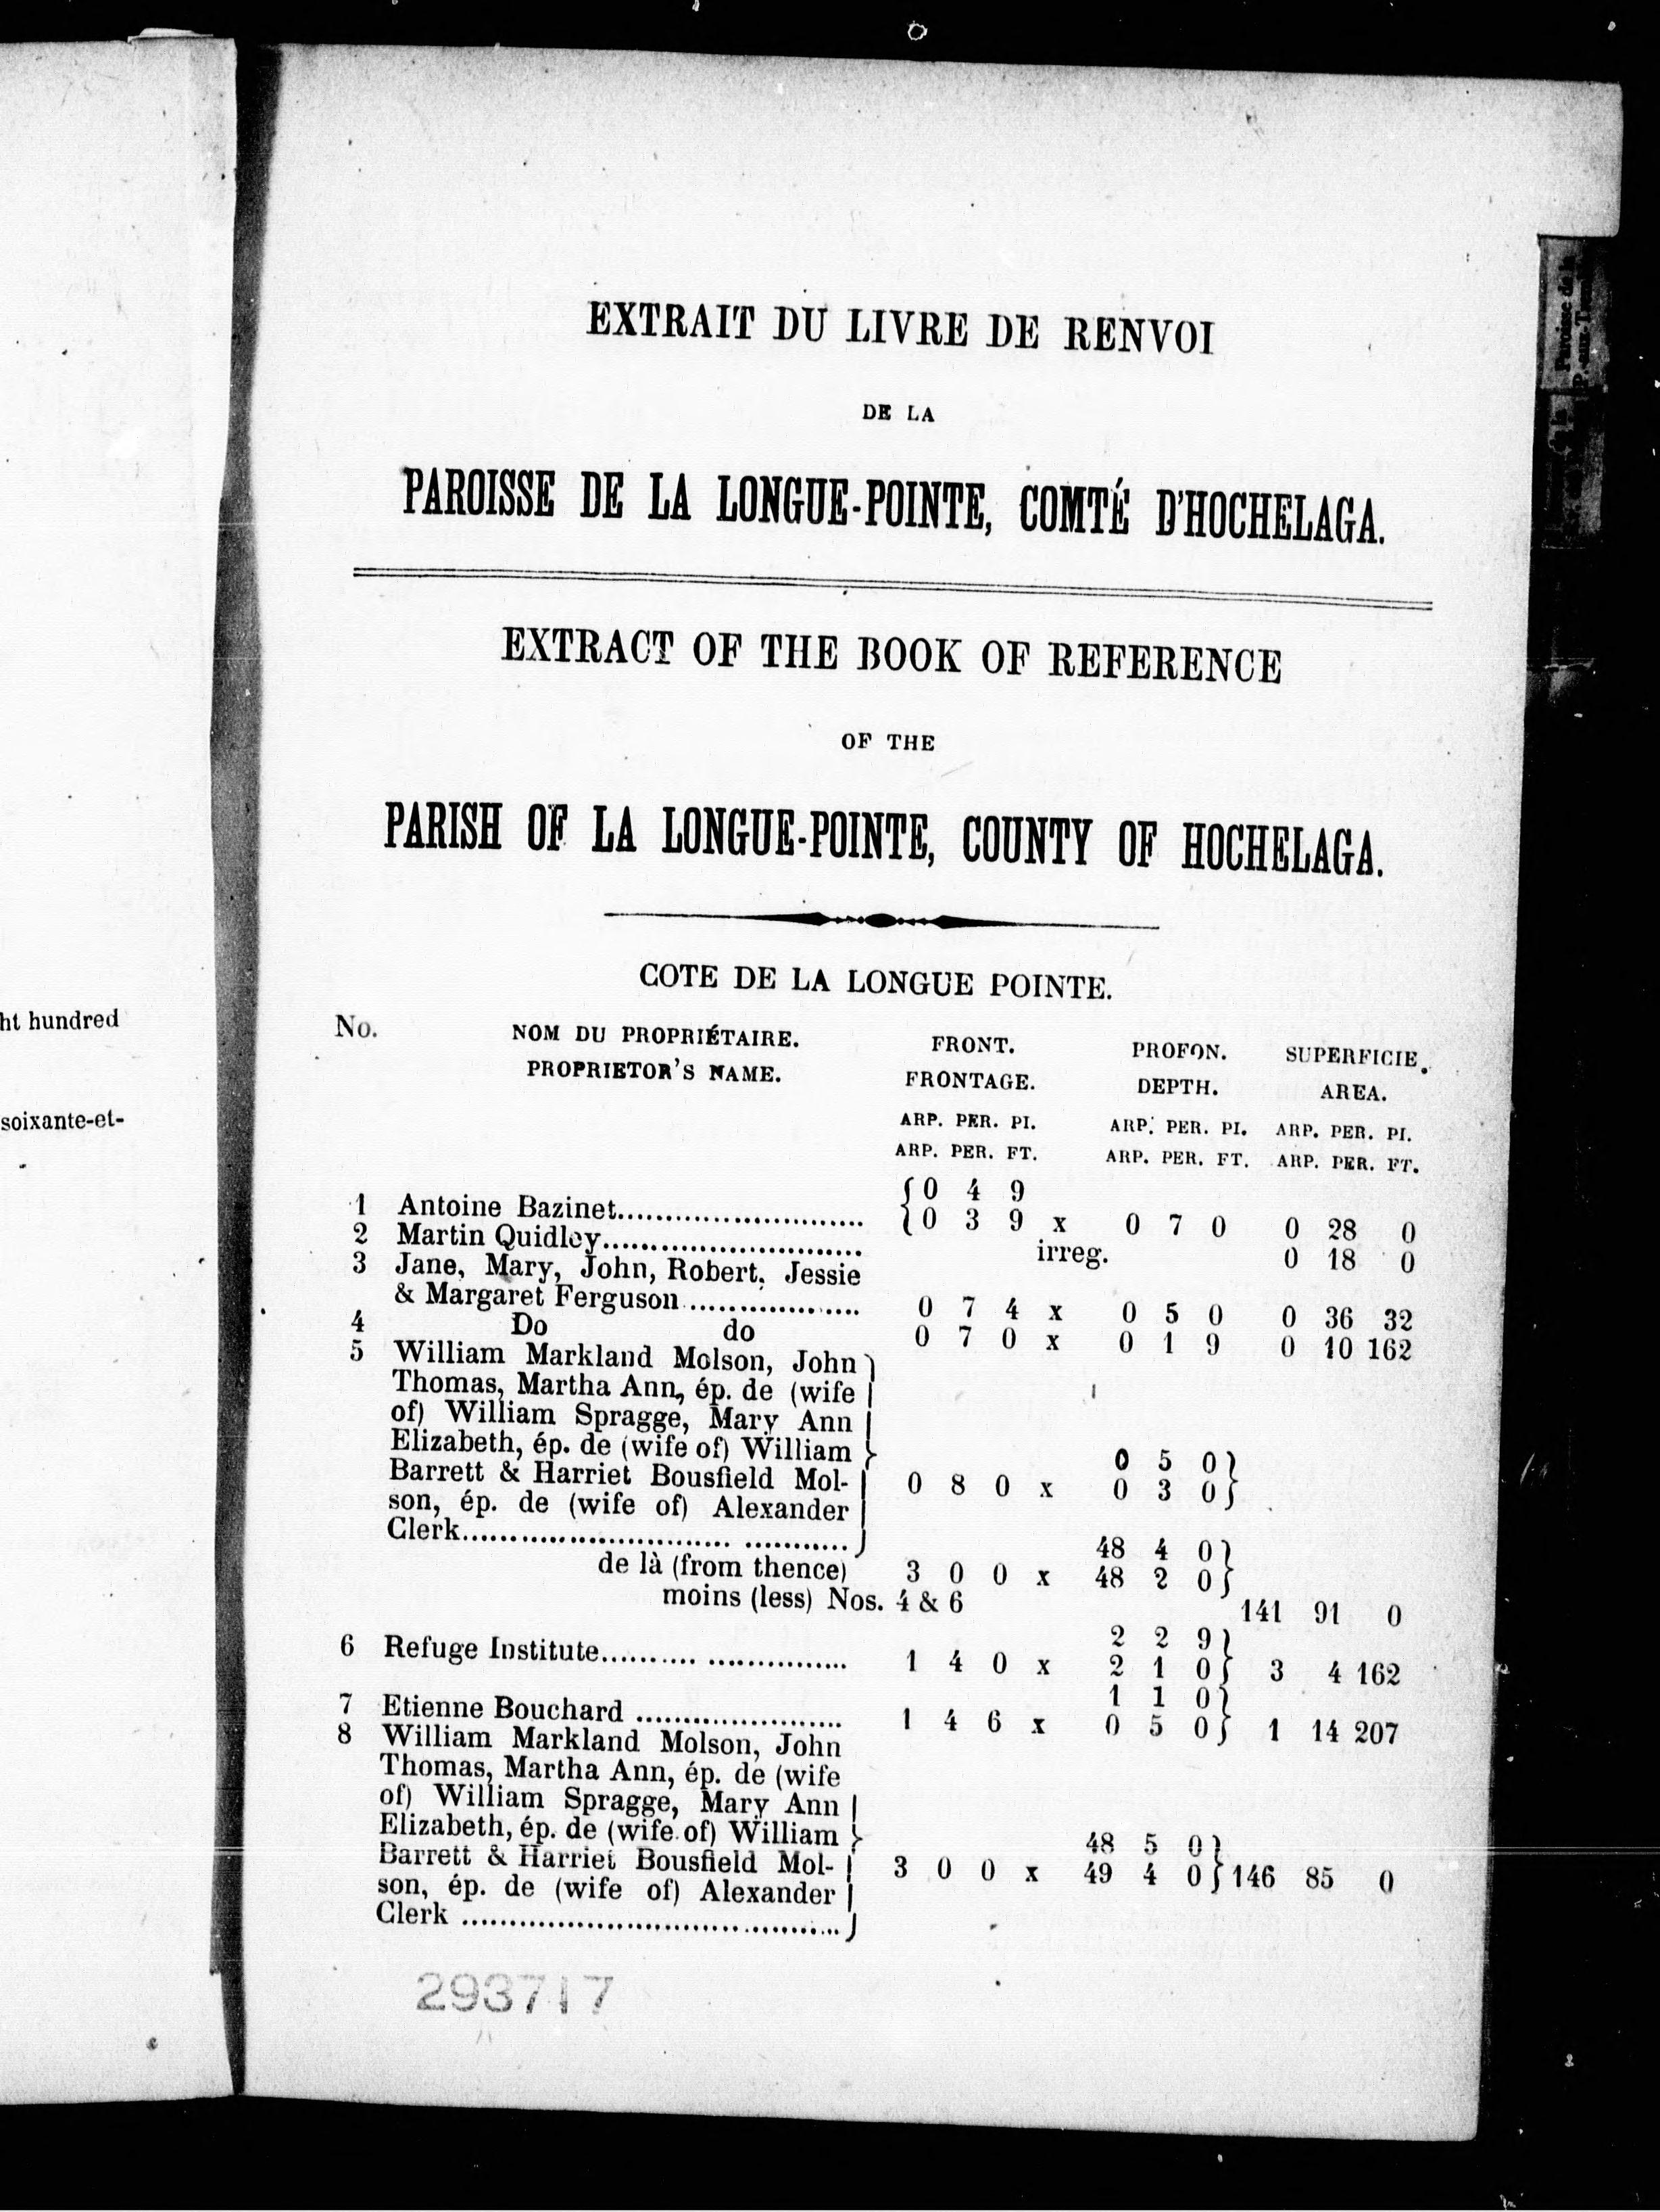 EXTRAIT DU LIVRE DE RENVOI
DE LA
PAROISSE DE LA LONGUE-POINTE, COMTÉ D'HOCHELAGA.
EXTRACT OF THE BOOK OF REFERENCE
OF THE
PARISH OF LA LONGUE-POINTE, COUNTY OF HOCHELAGA.
COTE DE LA LONGUE POINTE.
No. NOM DU PROPRIÉTAIRE. FRONT. PROFON. SUPERFICIE.
PROPRIETOR'S NAME. FRONTAGE. DEPTH. AREA.
ARP. PER. PI. ARP. PER. PI. ARP. PER. PI.
ARP. PER. FT. ARP. PER. FT. ARP. PER. FT.
{0 4 9
1 Antoine Bazinet........................... {0 3 9 x 0 7 0 0 28 0
2 Martin Quidley............................ irreg. 0 18 0
3 Jane, Mary, John, Robert, Jessie
& Margaret Ferguson................... 0 7 4 x 0 5 0 0 36 32
4 Do do 0 7 0 x 0 1 9 0 10 162
5 William Markland Molson, John
Thomas, Martha Ann, ép. de (wife
of) William Spragge, Mary Ann
Elizabeth, ép. de (wife of) William } 0 5 0}
Barrett & Harriet Bousfield Mol- 0 8 0 x 0 3 0}
son, ép. de (wife of) Alexander
Clerk............................. ........... 48 4 0}
de là (from thence) 3 0 0 x 48 2 0}
moins (less) Nos. 4 & 6 141 91 0
2 2 9}
6 Refuge Institute.......... ............... 1 4 0 x 2 1 0} 3 4 162
1 1 0}
7 Etienne Bouchard ...................... 1 4 6 x 0 5 0} 1 14 207
8 William Markland Molson, John
Thomas, Martha Ann, ép. de (wife
of) William Spragge, Mary Ann
Elizabeth, ép. de (wife of) William } 48 5 0}
Barrett & Harriet Bousfield Mol- 3 0 0 x 49 4 0} 146 85 0
son, ép. de (wife of) Alexander
Clerk .........................................
293717
ht hundred
soixante-et-
Paroisse de la